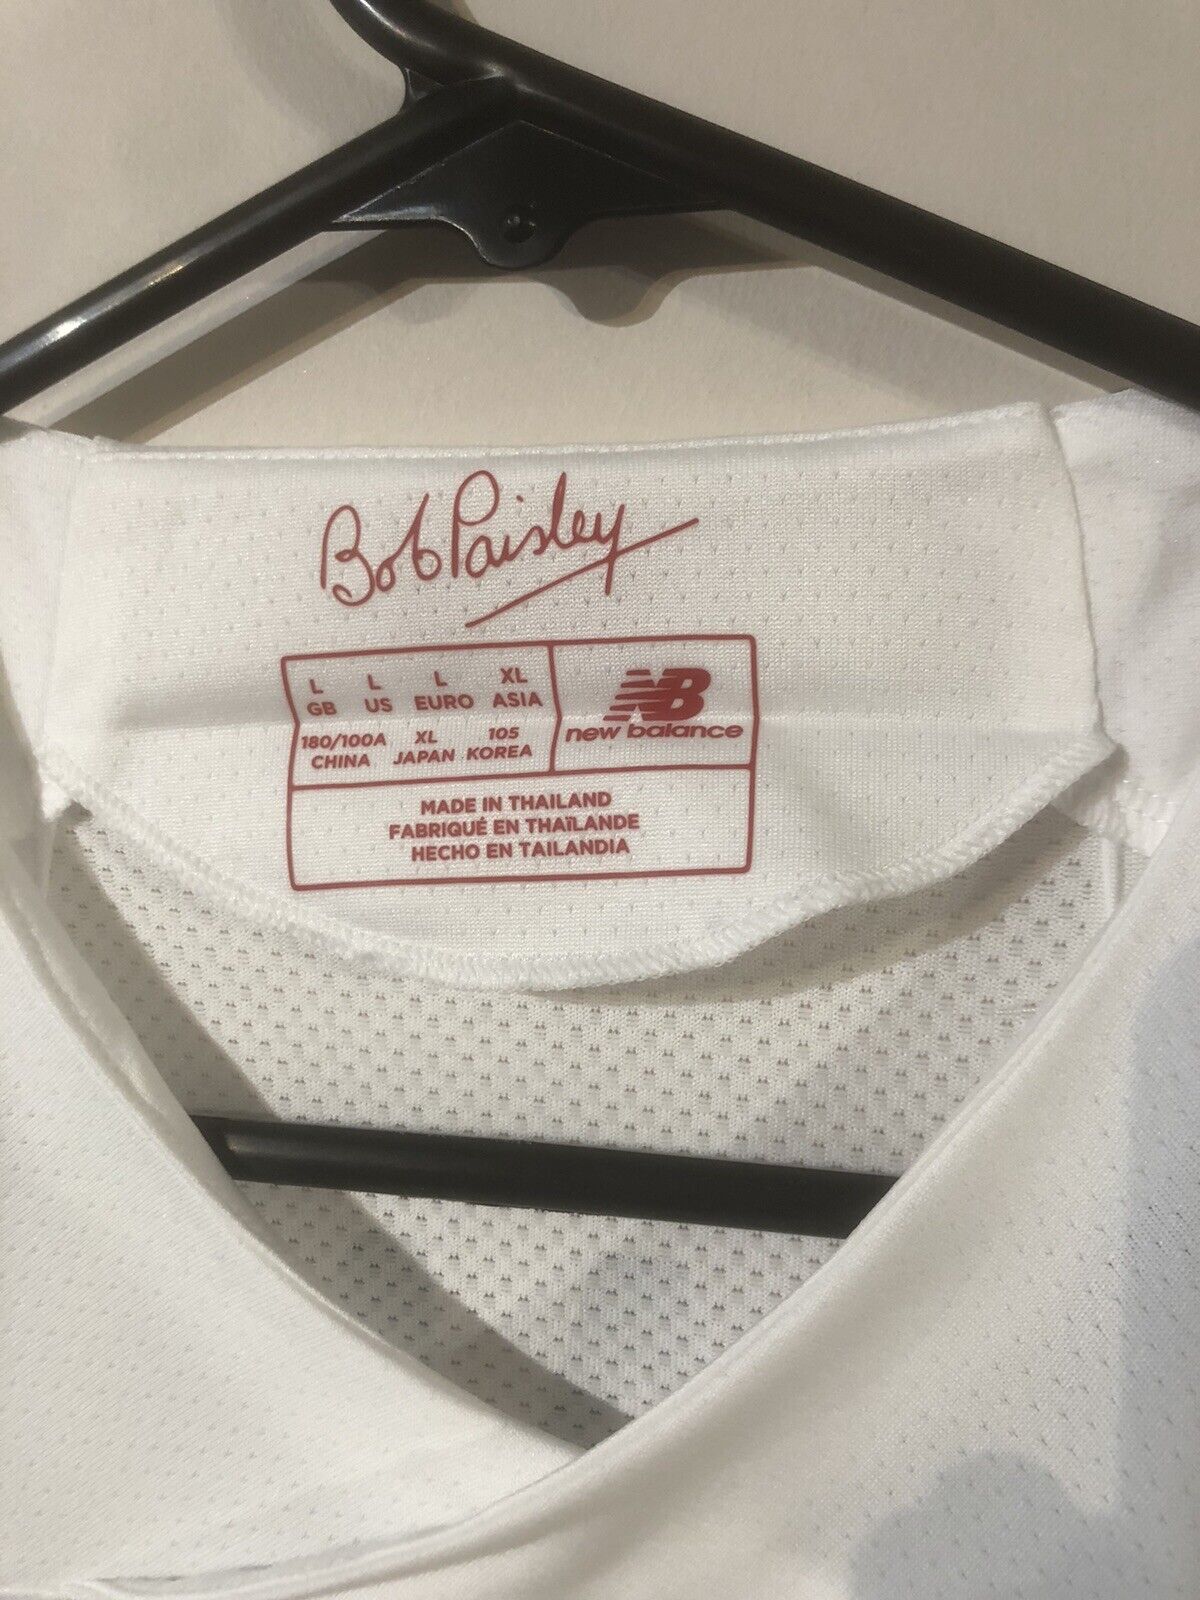 Bob Paisley
L L L XL
GB US EURO ASIA
180/100A XL 105
CHINA JAPAN KOREA
NB
new balance
MADE IN THAILAND
FABRIQUÉ EN THAÏLANDE
HECHO EN TAILANDIA